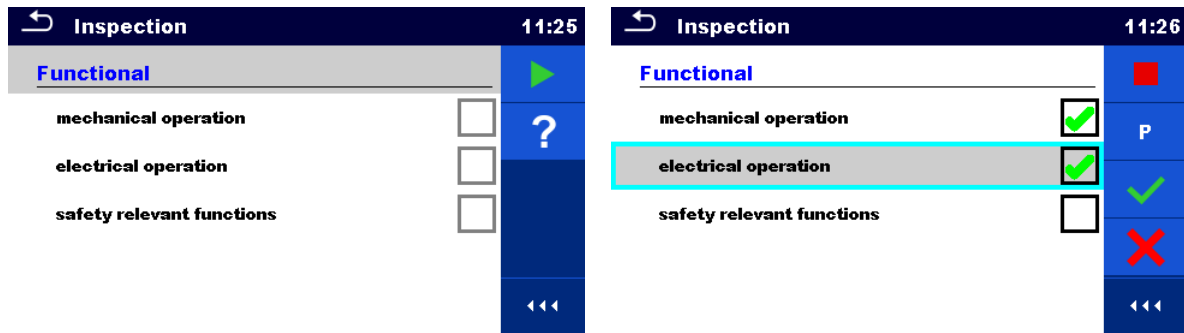 Inspection 11:25
Functional
mechanical operation
?
electrical operation
safety relevant functions
Inspection 11:26
Functional
mechanical operation
P
electrical operation
safety relevant functions